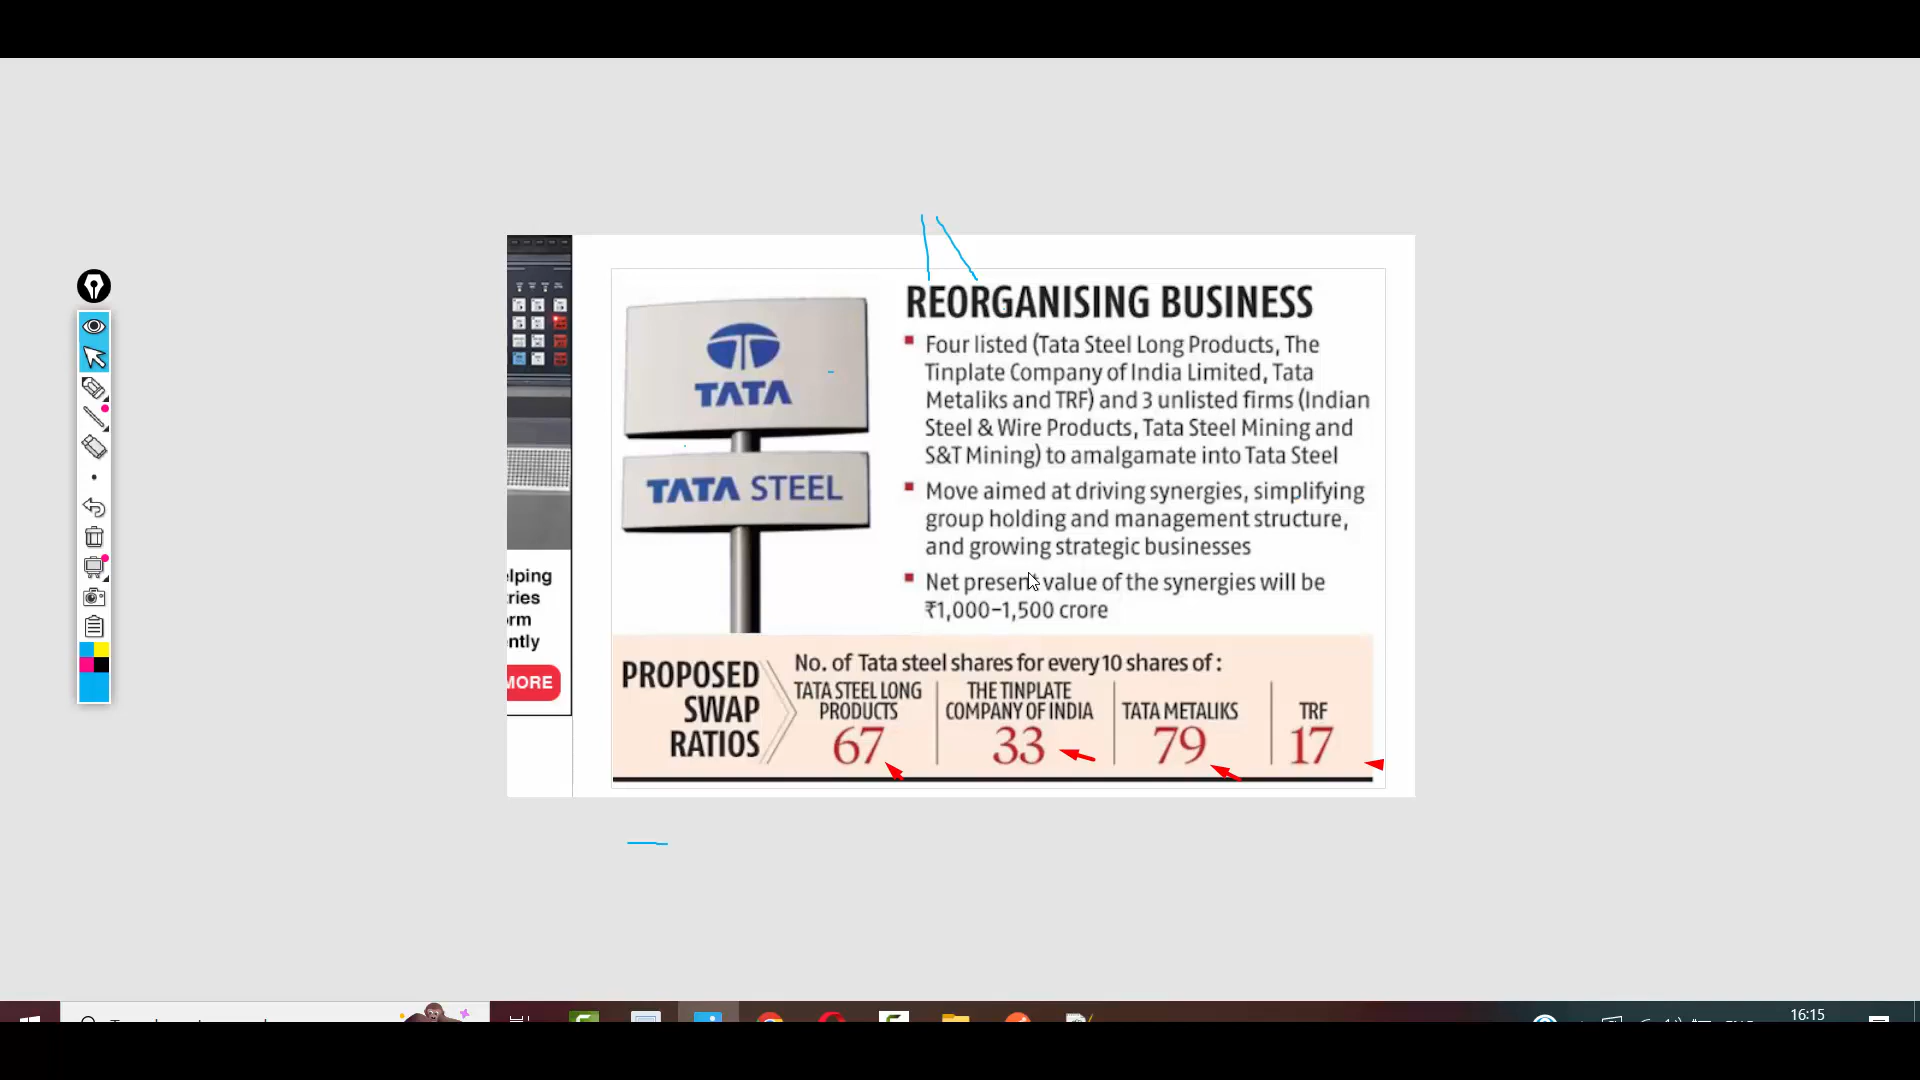 REORGANISING BUSINESS
Four listed (Tata Steel Long Products, The
Tinplate Company of India Limited, Tata
Metaliks and TRF) and 3 unlisted firms (Indian
Steel & Wire Products, Tata Steel Mining and
S&T Mining) to amalgamate into Tata Steel
Move aimed at driving synergies, simplifying
group holding and management structure,
and growing strategic businesses
Net present value of the synergies will be
₹1,000-1,500 crore
TATA
TATA STEEL
elping
ries
orm
ently
MORE
PROPOSED
SWAP
RATIOS
No. of Tata steel shares for every 10 shares of :
TATA STEEL LONG
PRODUCTS
67
THE TINPLATE
COMPANY OF INDIA
33
TATA METALIKS
79
TRF
17
16:15